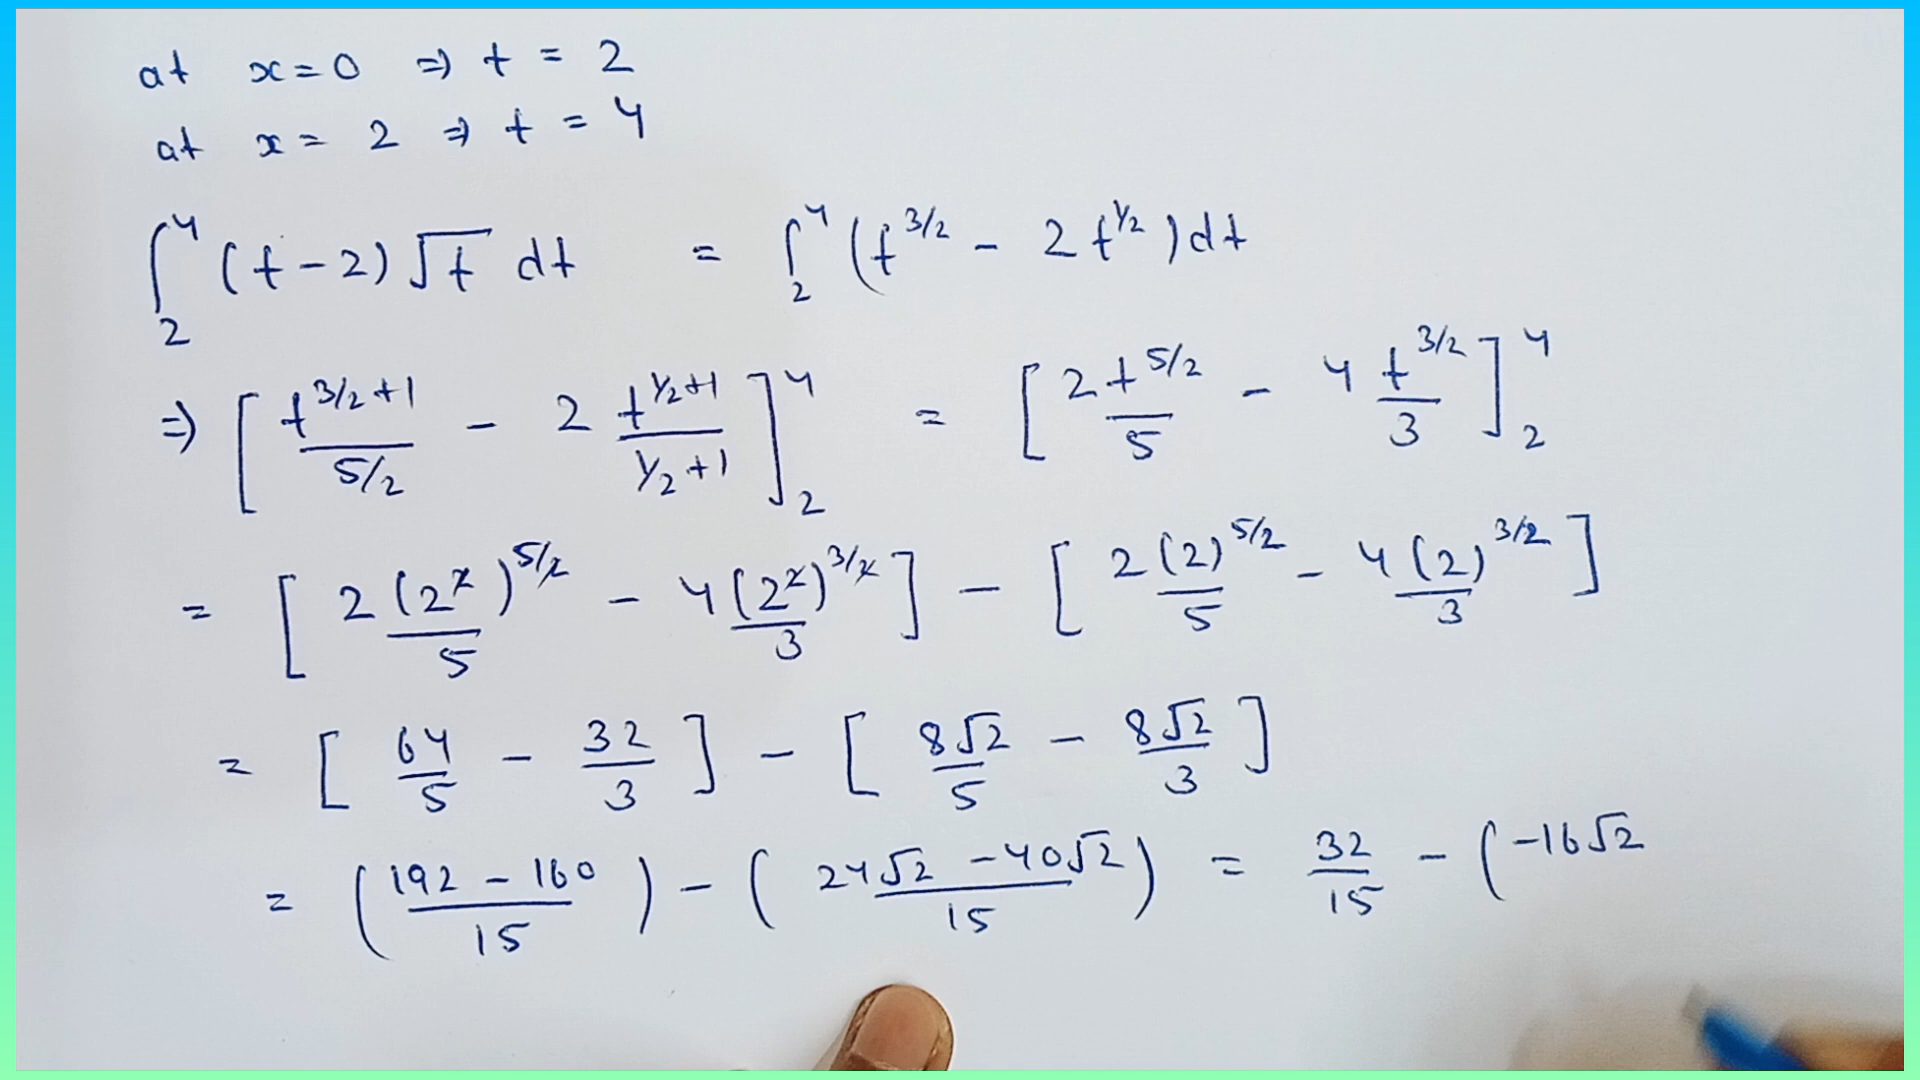 at x = 0 ⇒ t = 2
at x = 2 ⇒ t = 4
∫₂⁴ (t - 2) √t dt = ∫₂⁴ (t^{3/2} - 2 t^{1/2}) dt
⇒ [ t^{3/2 + 1} / (5/2) - 2 t^{1/2 + 1} / (1/2 + 1) ]₂⁴ = [ 2t^{5/2} / 5 - 4 t^{3/2} / 3 ]₂⁴
= [ 2(2²)^{5/2} / 5 - 4(2²)^{3/2} / 3 ] - [ 2(2)^{5/2} / 5 - 4(2)^{3/2} / 3 ]
= [ 64/5 - 32/3 ] - [ 8√2/5 - 8√2/3 ]
= ( (192 - 160) / 15 ) - ( (24√2 - 40√2) / 15 ) = 32/15 - ( -16√2